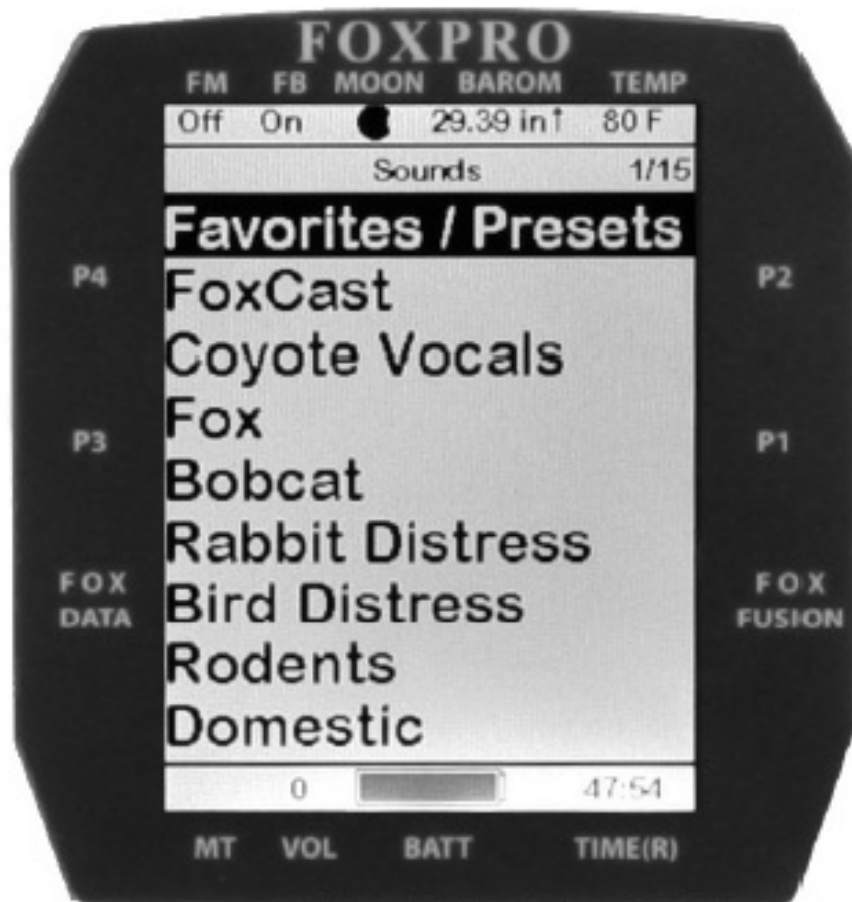 FOXPRO
FM FB MOON BAROM TEMP
Off On 29.39 in↑ 80 F
Sounds 1/15
Favorites / Presets
FoxCast
P4 P2
Coyote Vocals
Fox
P3 P1
Bobcat
Rabbit Distress
FOX DATA
FOX FUSION
Bird Distress
Rodents
Domestic
0 47:54
MT VOL BATT TIME(R)